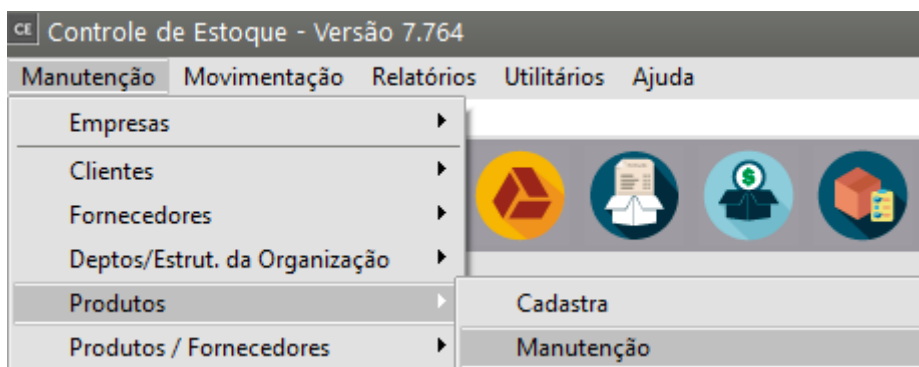 CE Controle de Estoque - Versão 7.764
Manutenção Movimentação Relatórios Utilitários Ajuda
Empresas
Clientes
Fornecedores
Deptos/Estrut. da Organização
Produtos
Cadastra
Produtos / Fornecedores
Manutenção